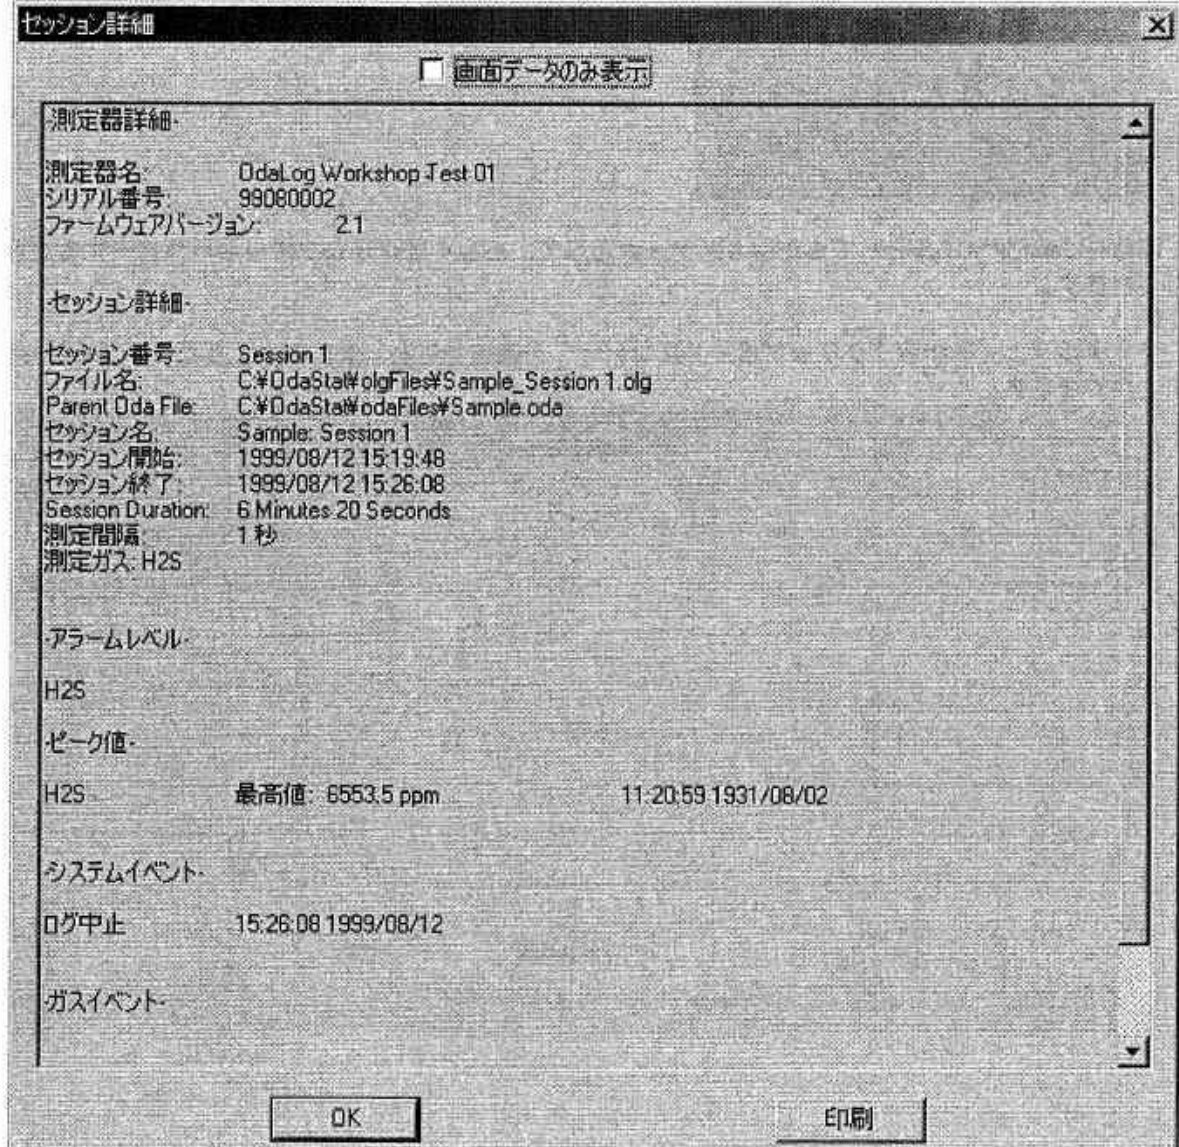 セッション詳細
画面データのみ表示
-測定器詳細-
測定器名: OdaLog Workshop Test 01
シリアル番号: 99080002
ファームウェアバージョン: 2.1
-セッション詳細-
セッション番号: Session 1
ファイル名: C:¥OdaStat¥olgFiles¥Sample_Session 1.olg
Parent Oda File: C:¥OdaStat¥odaFiles¥Sample.oda
セッション名: Sample: Session 1
セッション開始: 1999/08/12 15:19:48
セッション終了: 1999/08/12 15:26:08
Session Duration: 6 Minutes 20 Seconds
測定間隔: 1 秒
測定ガス: H2S
-アラームレベル-
H2S
-ピーク値-
H2S 最高値: 6553.5 ppm 11:20:59 1931/08/02
-システムイベント-
ログ中止 15:26:08 1999/08/12
-ガスイベント-
OK 印刷